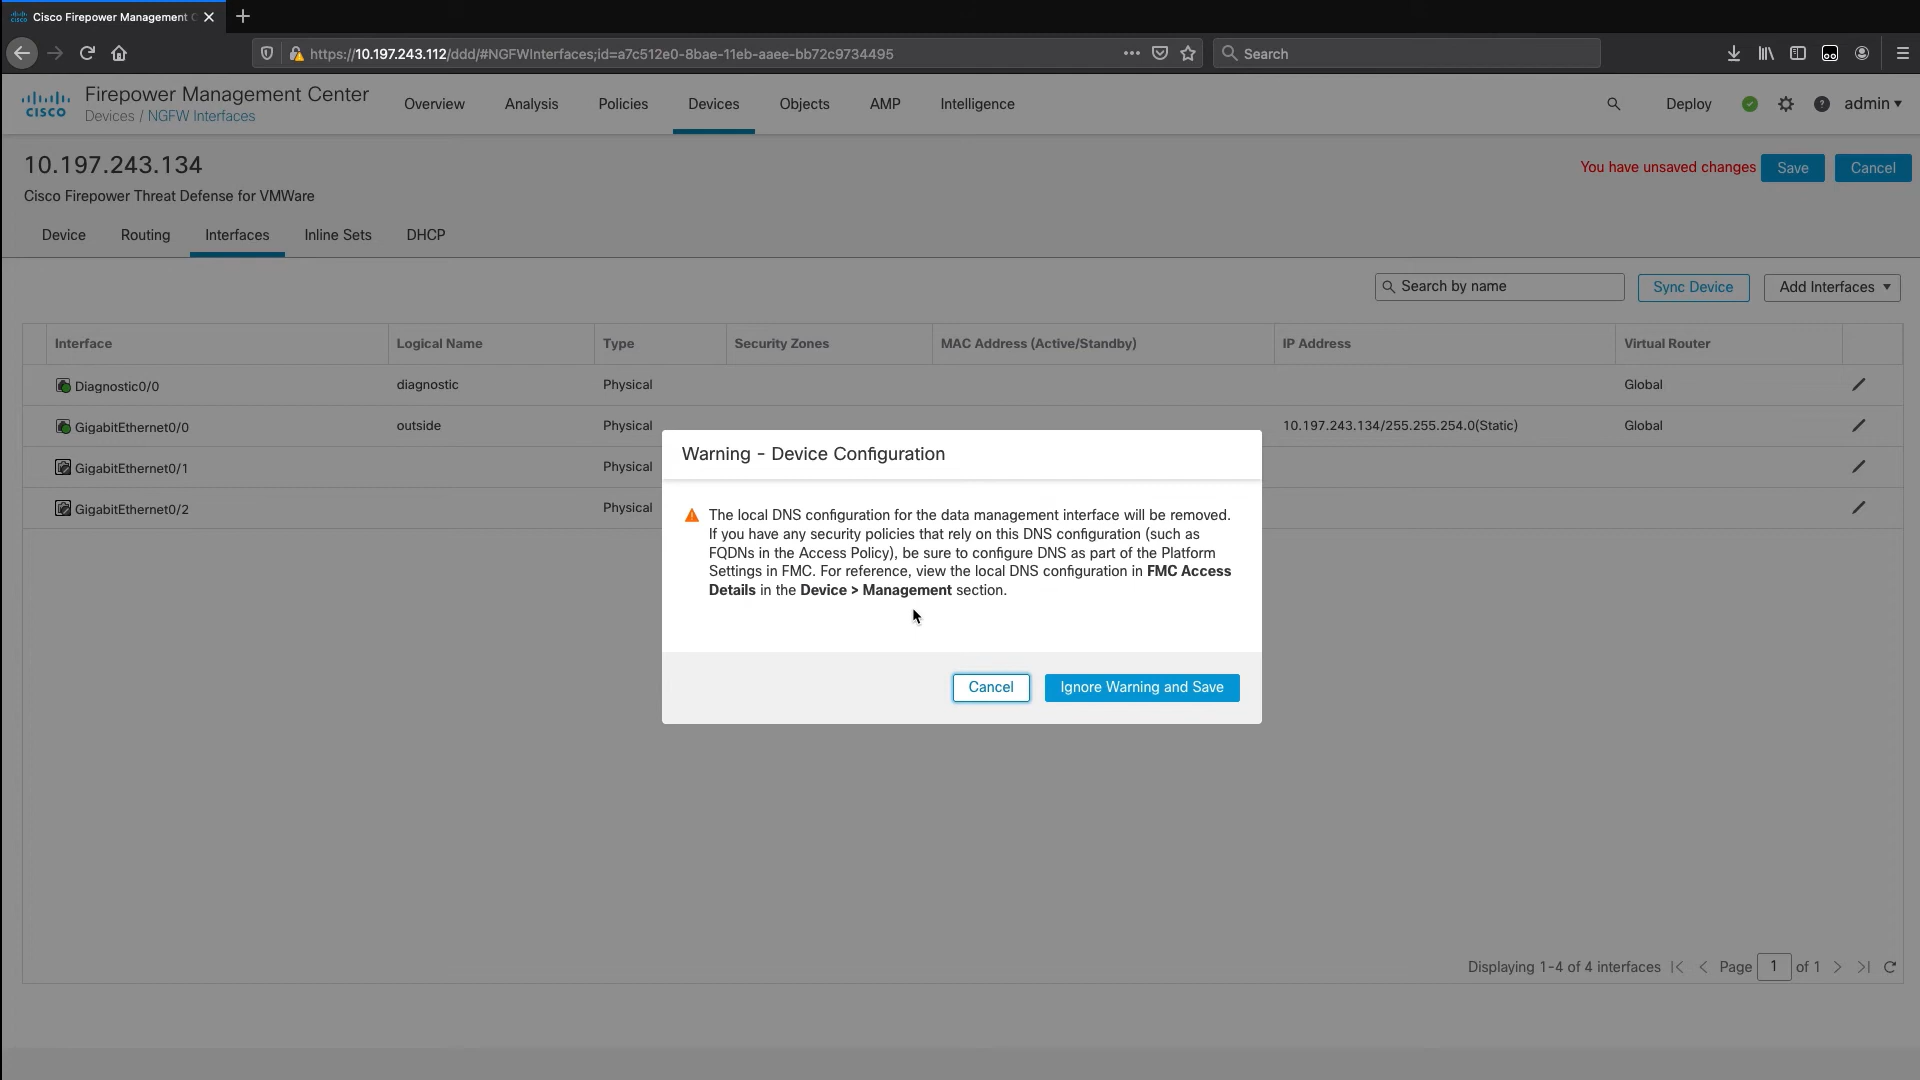 Cisco Firepower Management C
https://10.197.243.112/ddd/#NGFWInterfaces;id=a7c512e0-8bae-11eb-aaee-bb72c9734495
Search
CISCO
Firepower Management Center
Devices / NGFW Interfaces
Overview
Analysis
Policies
Devices
Objects
AMP
Intelligence
Deploy
admin
10.197.243.134
Cisco Firepower Threat Defense for VMWare
You have unsaved changes
Save
Cancel
Device
Routing
Interfaces
Inline Sets
DHCP
Search by name
Sync Device
Add Interfaces
Interface Logical Name Type Security Zones MAC Address (Active/Standby) IP Address Virtual Router
Diagnostic0/0 diagnostic Physical Global
GigabitEthernet0/0 outside Physical 10.197.243.134/255.255.254.0(Static) Global
GigabitEthernet0/1 Physical
GigabitEthernet0/2 Physical
Warning - Device Configuration
The local DNS configuration for the data management interface will be removed.
If you have any security policies that rely on this DNS configuration (such as
FQDNs in the Access Policy), be sure to configure DNS as part of the Platform
Settings in FMC. For reference, view the local DNS configuration in FMC Access
Details in the Device > Management section.
Cancel
Ignore Warning and Save
Displaying 1-4 of 4 interfaces |< < Page 1 of 1 > >|